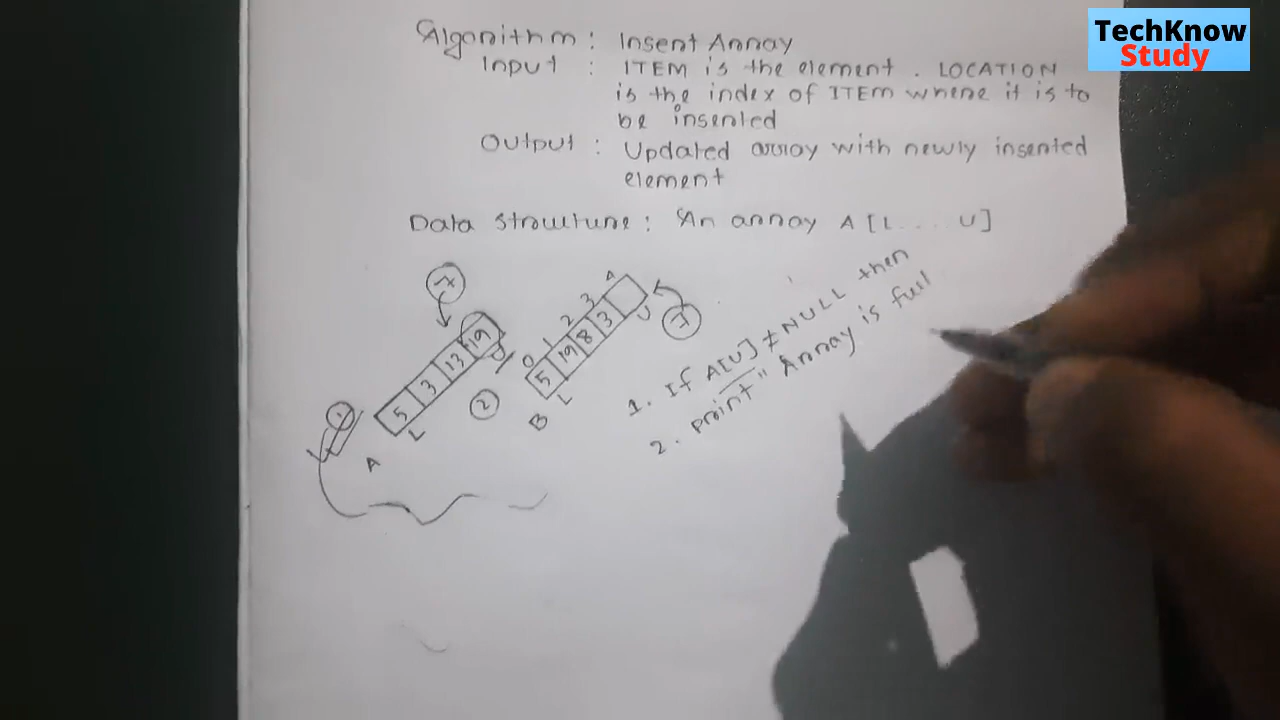 TechKnow
Study
Algorithm : Insert Array
Input : ITEM is the element. LOCATION
is the index of ITEM where it is to
be inserted
Output : Updated array with newly inserted
element
Data structure : An array A [L .... U]
7
5 3 13 19
L U
A
1
2
0 1 2 3 4
5 19 8 3
L U
B
7
1. If A[U] ≠ NULL then
2. print " Array is full